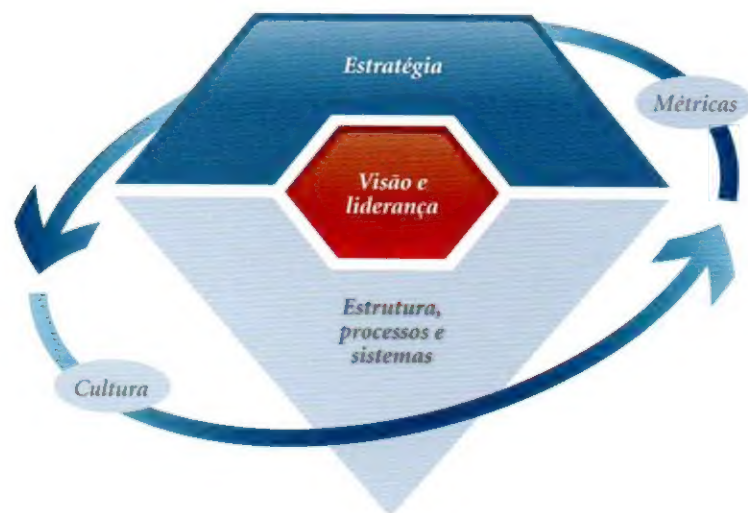 Estratégia
Métricas
Visão e
liderança
Estrutura,
processos e
sistemas
Cultura